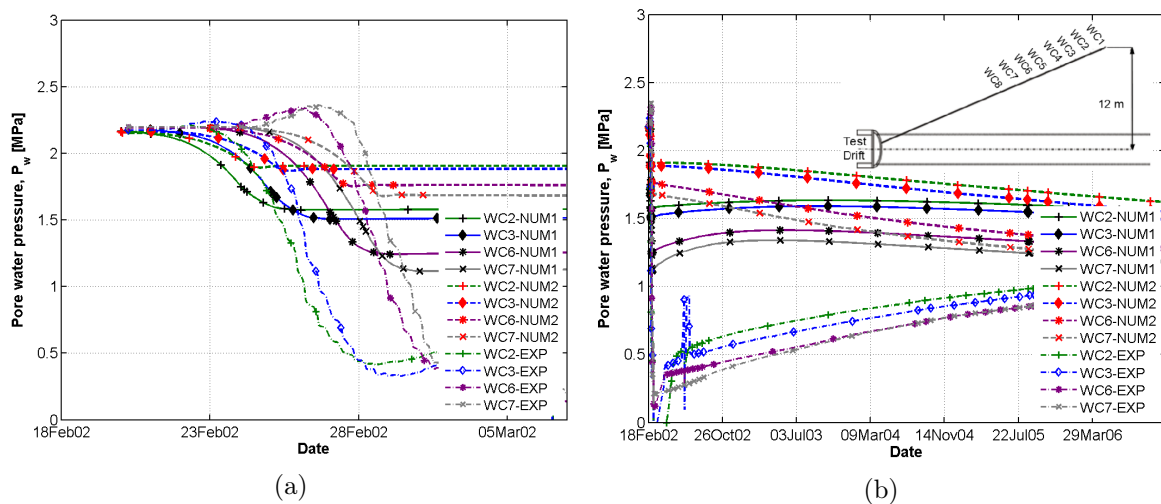 3
2.5
2
1.5
1
0.5
0
Pore water pressure, P_w [MPa]
18Feb02
23Feb02
28Feb02
05Mar02
Date
WC2-NUM1
WC3-NUM1
WC6-NUM1
WC7-NUM1
WC2-NUM2
WC3-NUM2
WC6-NUM2
WC7-NUM2
WC2-EXP
WC3-EXP
WC6-EXP
WC7-EXP
(a)
3
2.5
2
1.5
1
0.5
0
Pore water pressure, P_w [MPa]
18Feb02
26Oct02
03Jul03
09Mar04
14Nov04
22Jul05
29Mar06
Date
WC1
WC2
WC3
WC4
WC5
WC6
WC7
WC8
12 m
Test
Drift
WC2-NUM1
WC3-NUM1
WC6-NUM1
WC7-NUM1
WC2-NUM2
WC3-NUM2
WC6-NUM2
WC7-NUM2
WC2-EXP
WC3-EXP
WC6-EXP
WC7-EXP
(b)